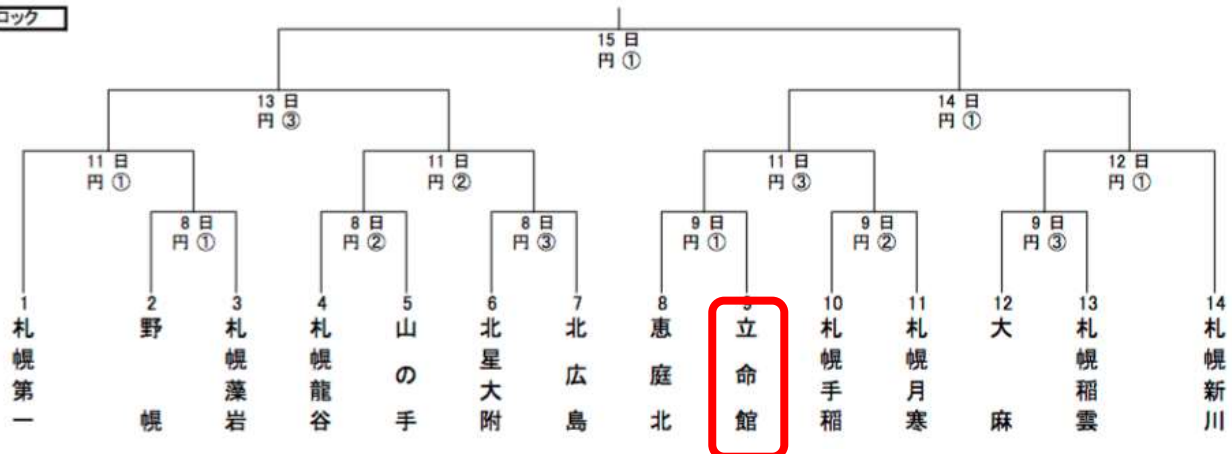 ロック
15 日
円 ①
13 日
円 ③
14 日
円 ①
11 日
円 ①
11 日
円 ②
11 日
円 ③
12 日
円 ①
8 日
円 ①
8 日
円 ②
8 日
円 ③
9 日
円 ①
9 日
円 ②
9 日
円 ③
1 札幌第一
2 野幌
3 札幌藻岩
4 札幌龍谷
5 山の手
6 北星大附
7 北広島
8 恵庭北
9 立命館
10 札幌手稲
11 札幌月寒
12 大麻
13 札幌稲雲
14 札幌新川